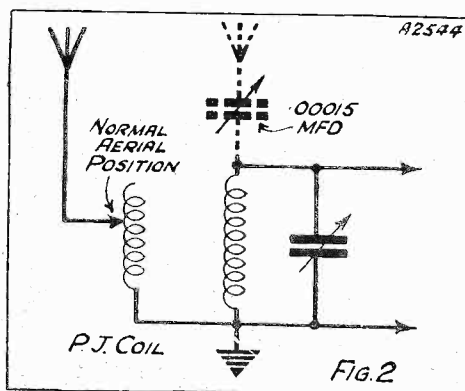 A2544
.00015
MFD
NORMAL
AERIAL
POSITION
P.J. COIL
FIG. 2